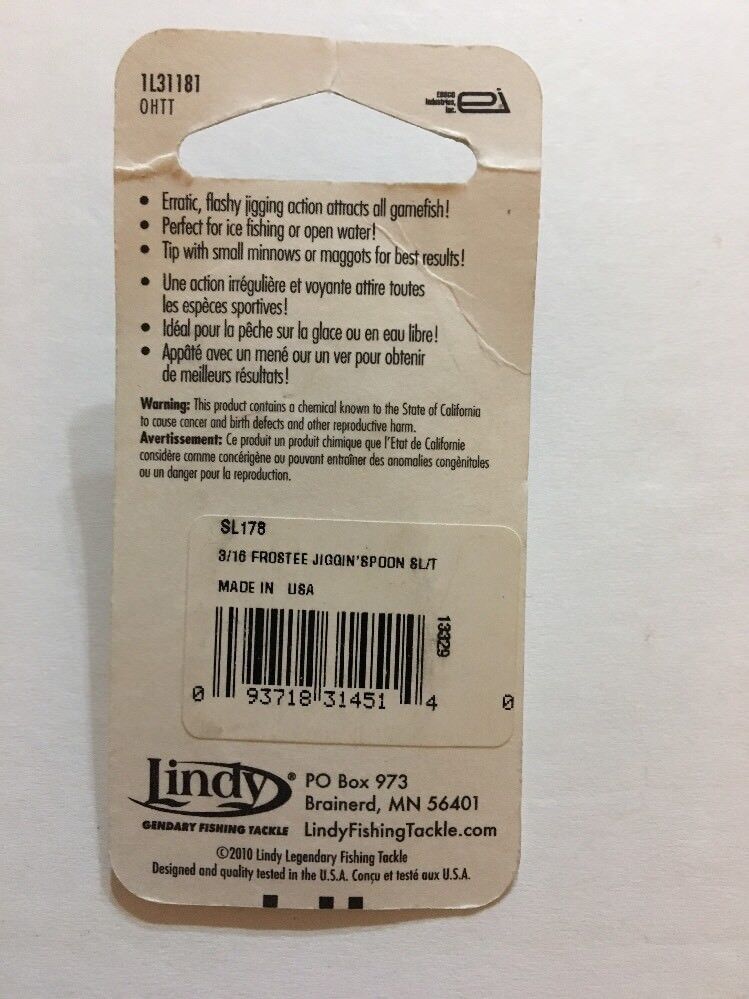 1L31181
OHTT
EBSCO
Industries,
Inc.
• Erratic, flashy jigging action attracts all gamefish!
• Perfect for ice fishing or open water!
• Tip with small minnows or maggots for best results!
• Une action irrégulière et voyante attire toutes
les espèces sportives!
• Idéal pour la pêche sur la glace ou en eau libre!
• Appâté avec un mené our un ver pour obtenir
de meilleurs résultats!
Warning: This product contains a chemical known to the State of California
to cause cancer and birth defects and other reproductive harm.
Avertissement: Ce produit un produit chimique que l'Etat de Californie
considère comme concérigène ou pouvant entraîner des anomalies congènitales
ou un danger pour la reproduction.
SL178
3/16 FROSTEE JIGGIN'SPOON SL/T
MADE IN USA
13329
0 93718 31451 4 0
Lindy®
GENDARY FISHING TACKLE
PO Box 973
Brainerd, MN 56401
LindyFishingTackle.com
©2010 Lindy Legendary Fishing Tackle
Designed and quality tested in the U.S.A. Conçu et testé aux U.S.A.